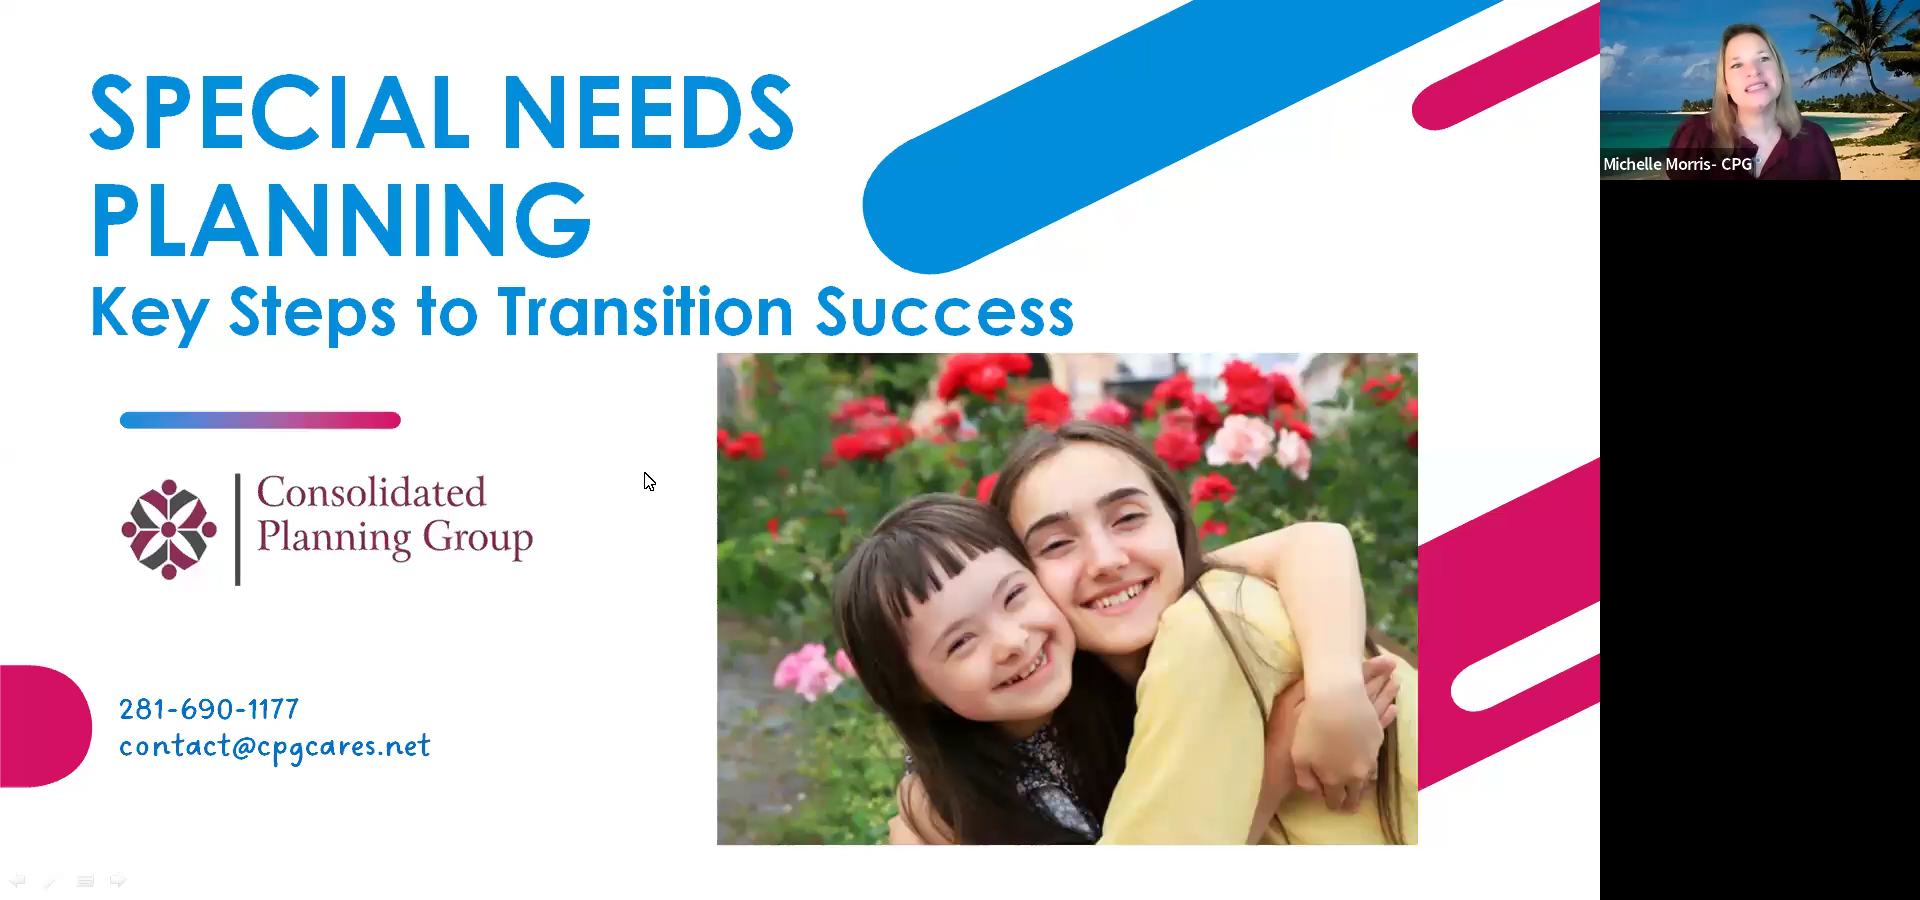 SPECIAL NEEDS
PLANNING
Key Steps to Transition Success
Consolidated
Planning Group
281-690-1177
contact@cpgcares.net
Michelle Morris- CPG